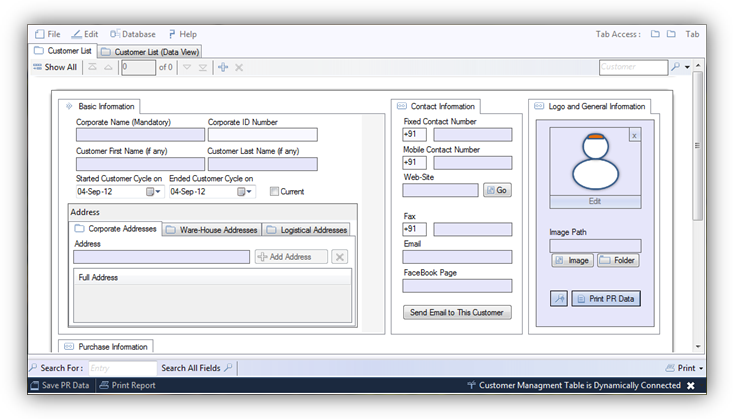 File Edit Database ? Help Tab Access : Tab
Customer List Customer List (Data View)
Show All 0 of 0 Customer
Basic Information Contact Information Logo and General Information
Corporate Name (Mandatory) Corporate ID Number Fixed Contact Number
+91
x
Customer First Name (if any) Customer Last Name (if any) Mobile Contact Number
+91
Started Customer Cycle on Ended Customer Cycle on Web-Site
04-Sep-12 04-Sep-12 Current Go
Edit
Address
Corporate Addresses Ware-House Addresses Logistical Addresses
Fax
+91
Image Path
Address Email
Add Address
Image Folder
Full Address FaceBook Page
Print PR Data
Send Email to This Customer
Purchase Information
Search For : Entry Search All Fields Print
Save PR Data Print Report Customer Managment Table is Dynamically Connected